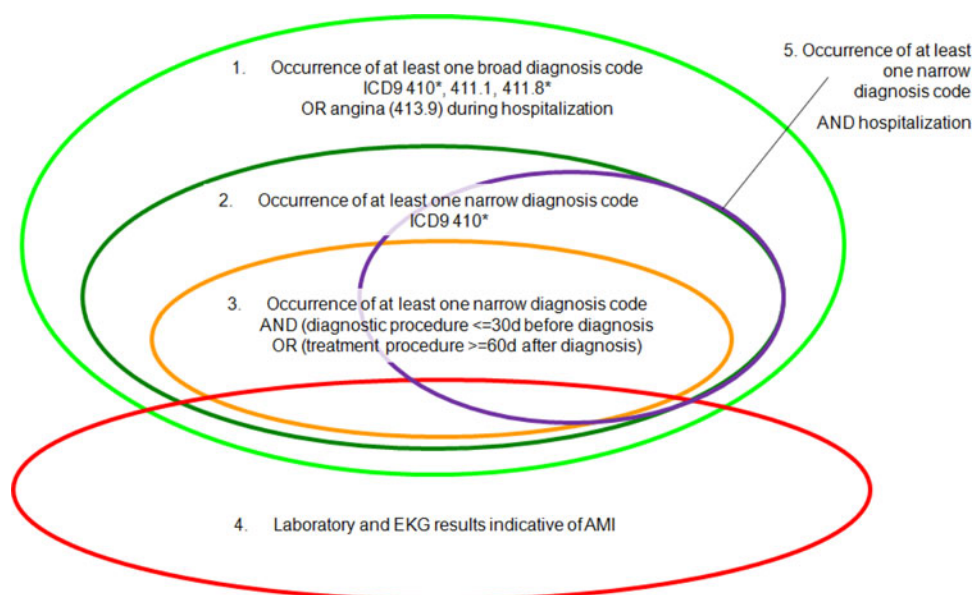 1. Occurrence of at least one broad diagnosis code
ICD9 410*, 411.1, 411.8*
OR angina (413.9) during hospitalization
5. Occurrence of at least
one narrow
diagnosis code
AND hospitalization
2. Occurrence of at least one narrow diagnosis code
ICD9 410*
3. Occurrence of at least one narrow diagnosis code
AND (diagnostic procedure <=30d before diagnosis
OR (treatment procedure >=60d after diagnosis)
4. Laboratory and EKG results indicative of AMI